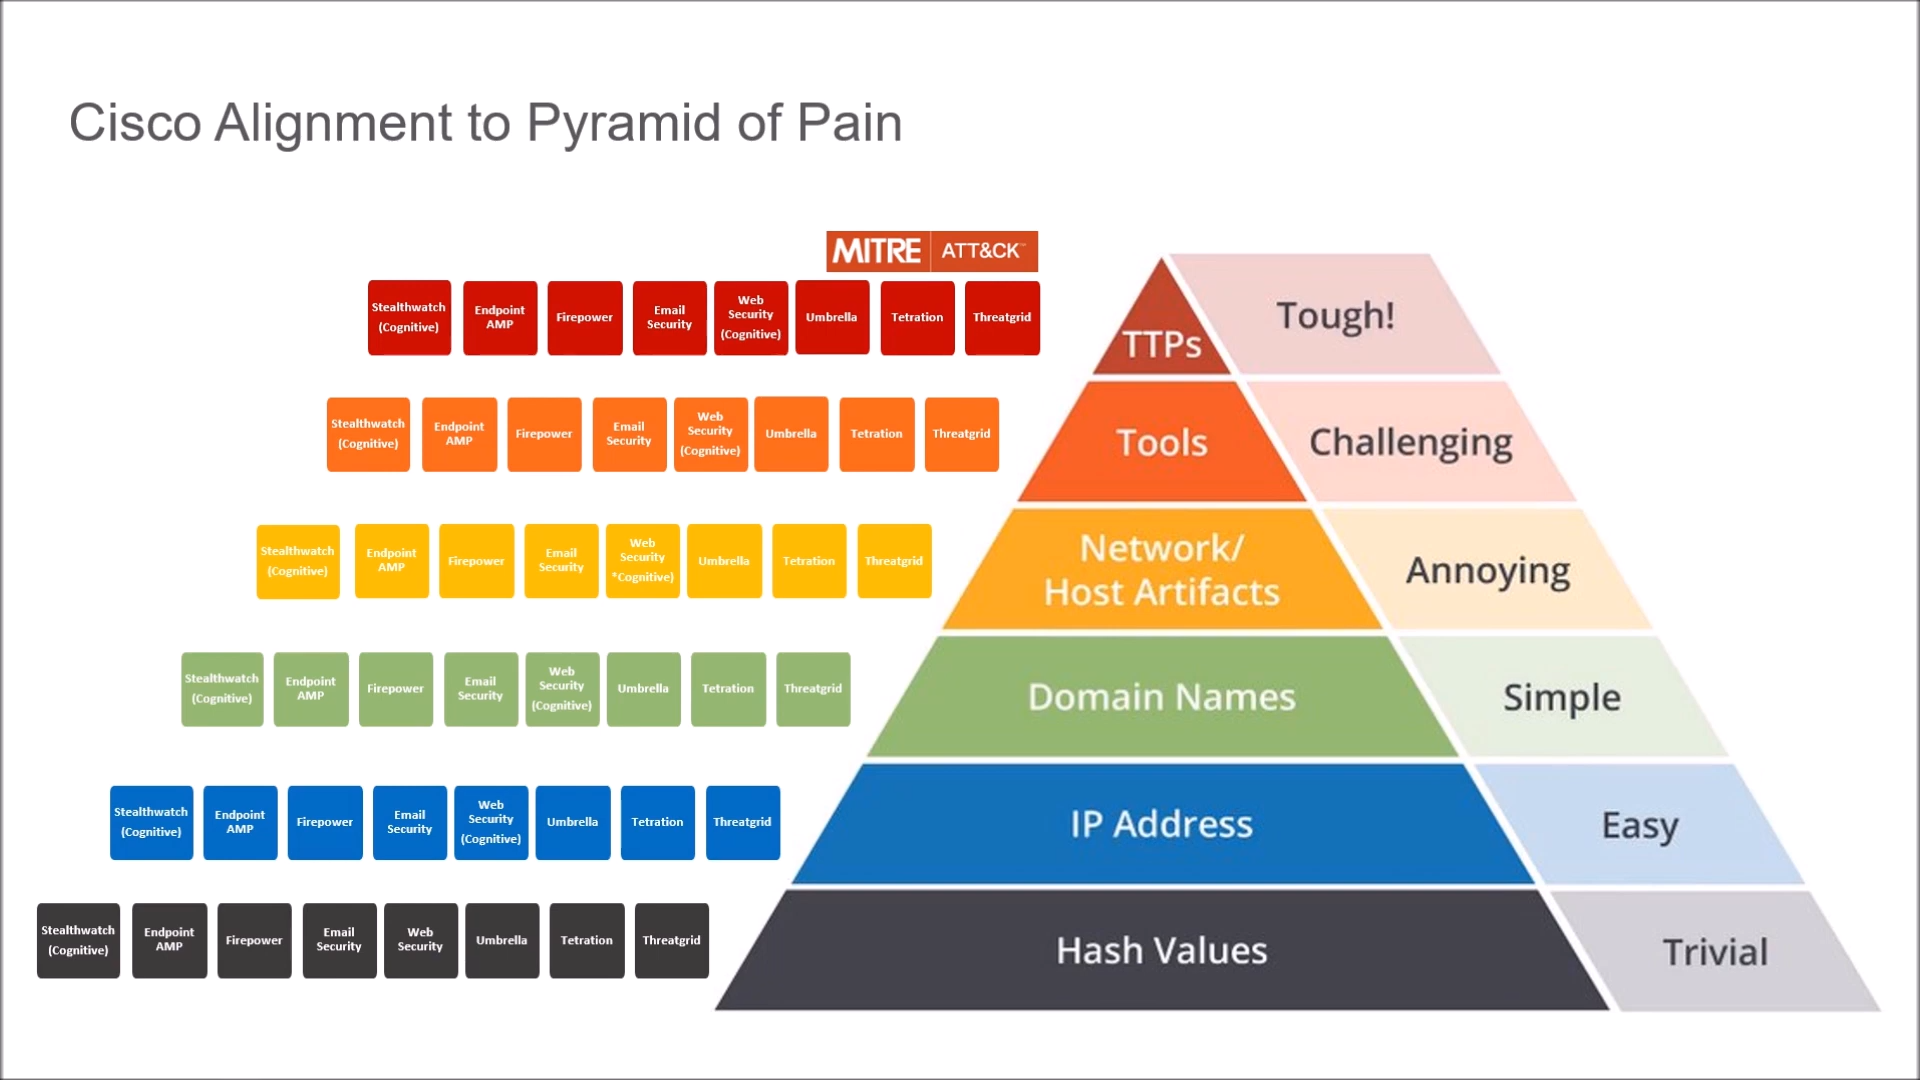 Cisco Alignment to Pyramid of Pain
MITRE ATT&CK™
Stealthwatch
(Cognitive)
Endpoint
AMP
Firepower
Email
Security
Web
Security
(Cognitive)
Umbrella
Tetration
Threatgrid
TTPs
Tough!
Stealthwatch
(Cognitive)
Endpoint
AMP
Firepower
Email
Security
Web
Security
(Cognitive)
Umbrella
Tetration
Threatgrid
Tools
Challenging
Stealthwatch
(Cognitive)
Endpoint
AMP
Firepower
Email
Security
Web
Security
*Cognitive)
Umbrella
Tetration
Threatgrid
Network/
Host Artifacts
Annoying
Stealthwatch
(Cognitive)
Endpoint
AMP
Firepower
Email
Security
Web
Security
(Cognitive)
Umbrella
Tetration
Threatgrid
Domain Names
Simple
Stealthwatch
(Cognitive)
Endpoint
AMP
Firepower
Email
Security
Web
Security
(Cognitive)
Umbrella
Tetration
Threatgrid
IP Address
Easy
Stealthwatch
(Cognitive)
Endpoint
AMP
Firepower
Email
Security
Web
Security
Umbrella
Tetration
Threatgrid
Hash Values
Trivial